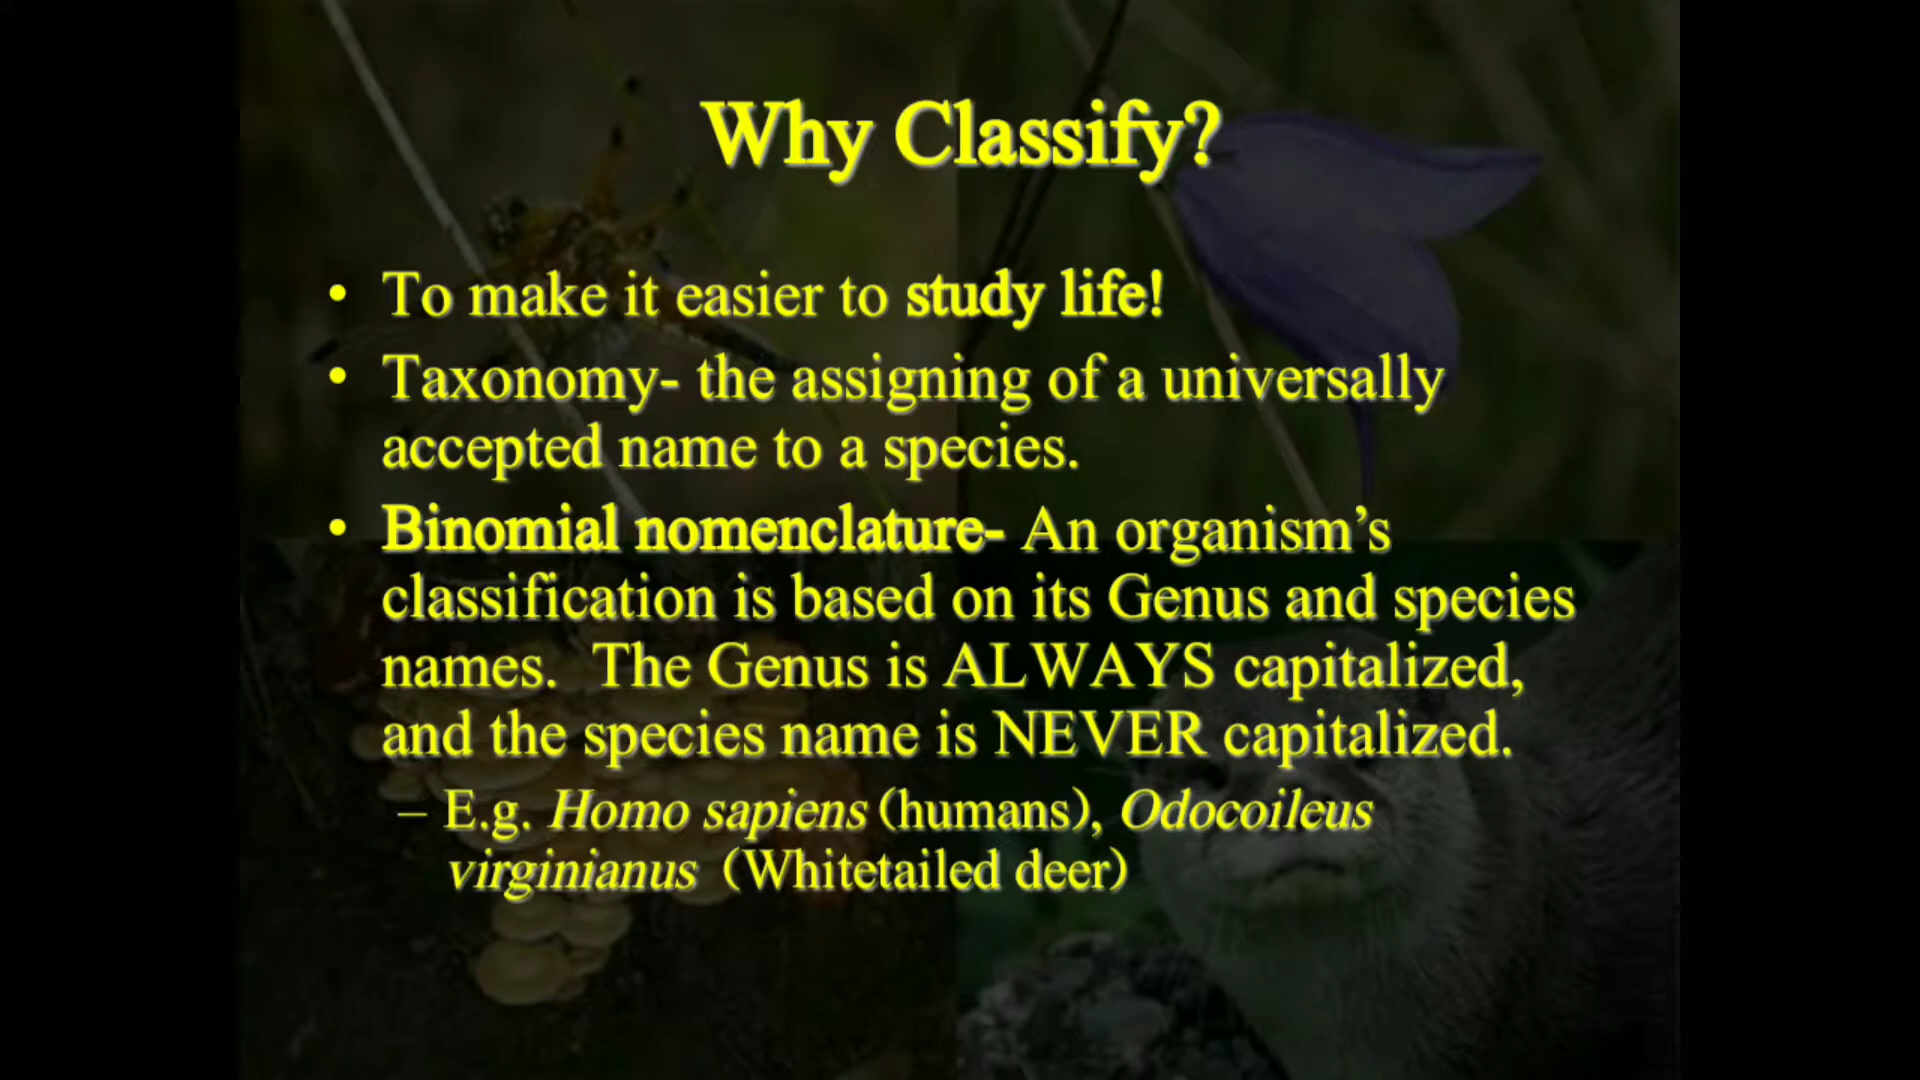 Why Classify?
• To make it easier to study life!
• Taxonomy- the assigning of a universally
accepted name to a species.
• Binomial nomenclature- An organism’s
classification is based on its Genus and species
names.  The Genus is ALWAYS capitalized,
and the species name is NEVER capitalized.
– E.g. Homo sapiens (humans), Odocoileus
virginianus  (Whitetailed deer)